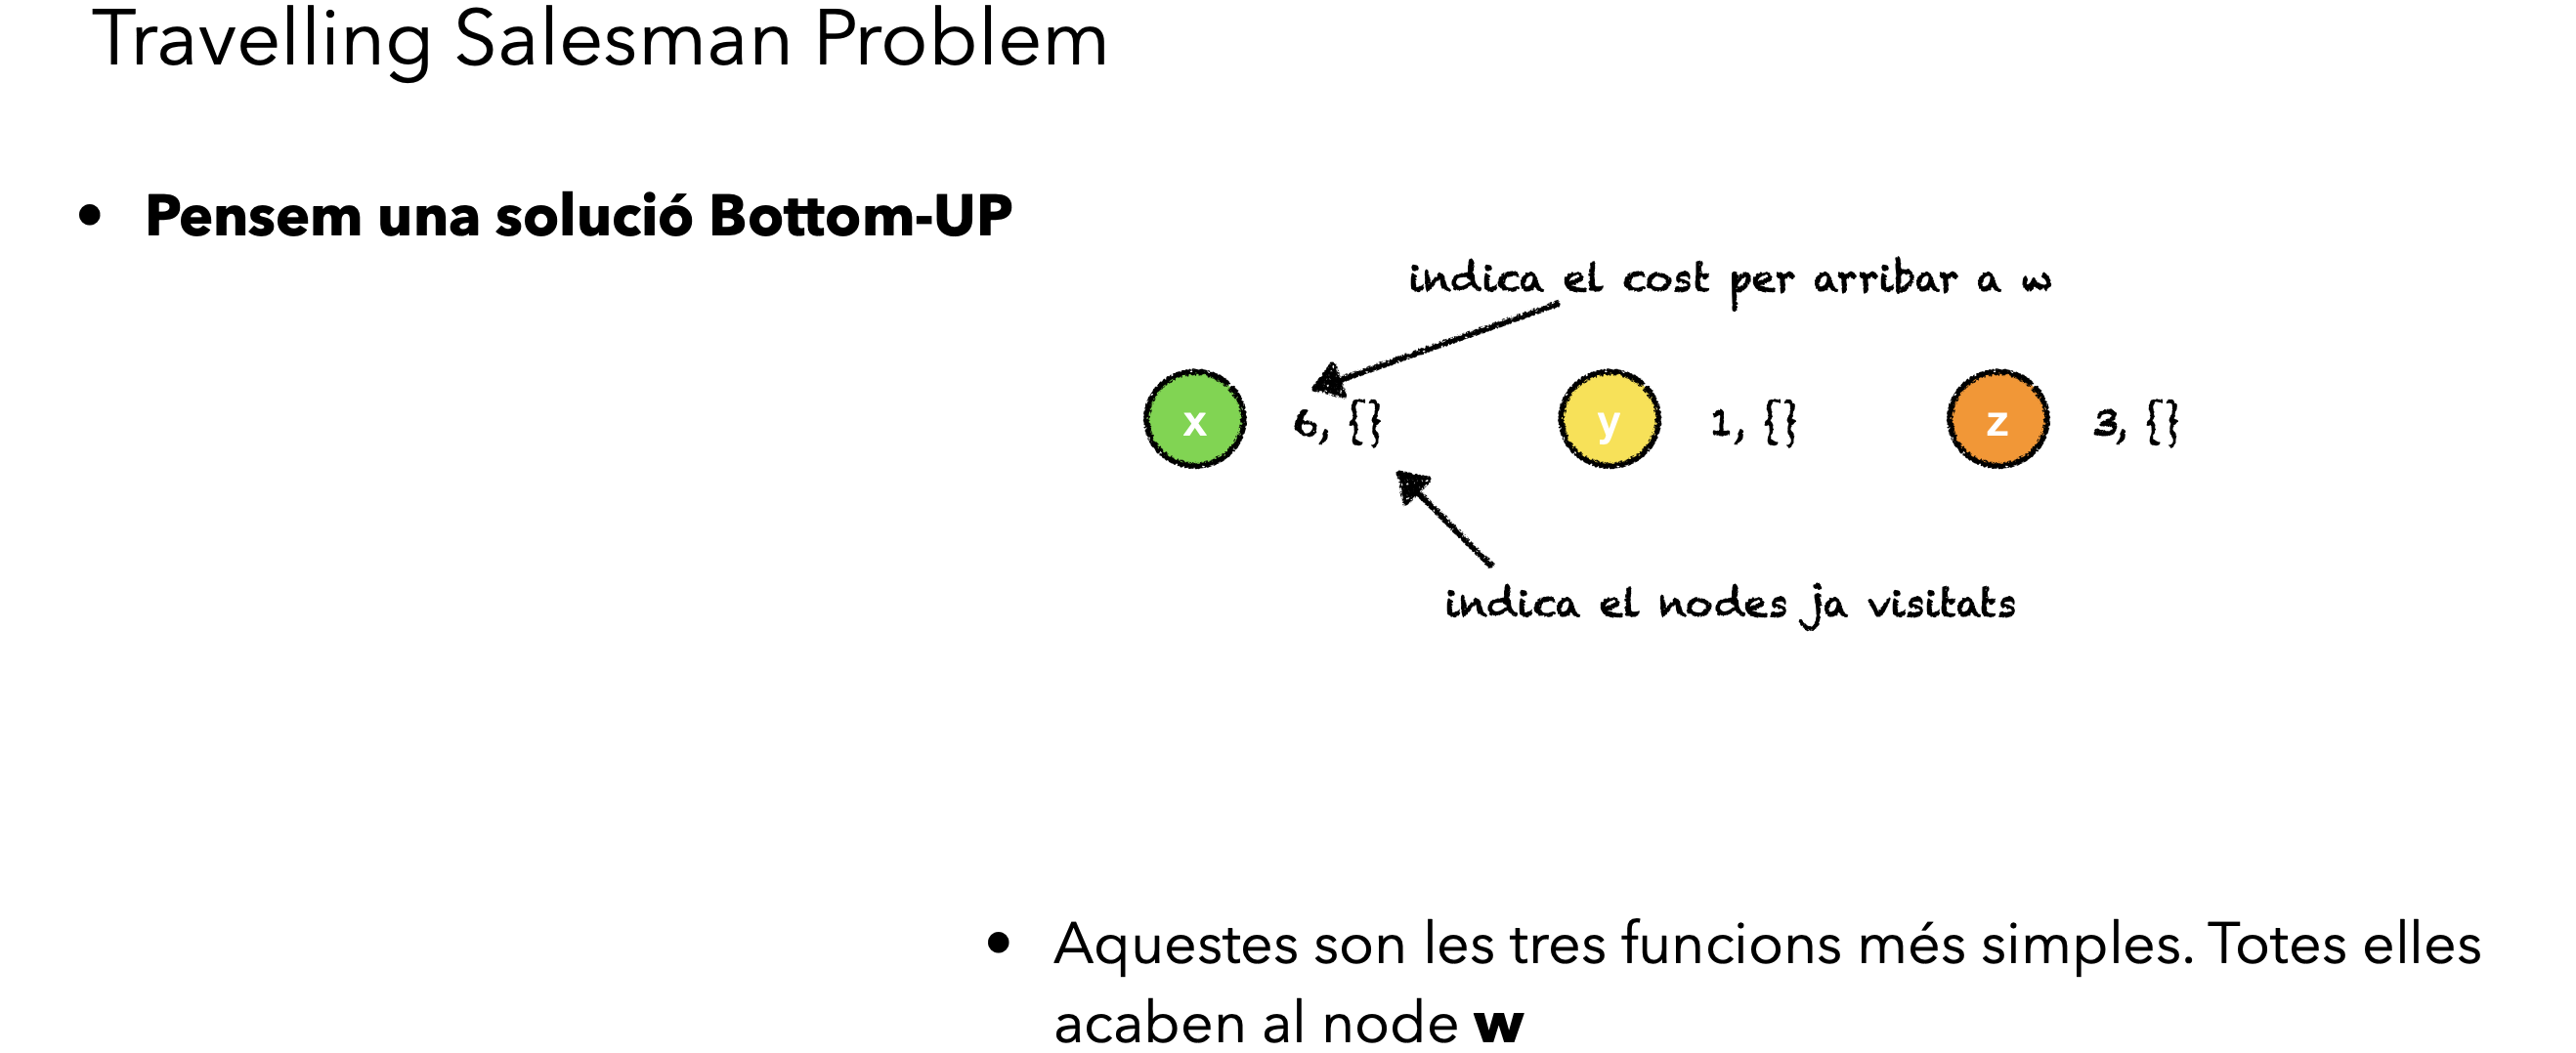 Travelling Salesman Problem
• Pensem una solució Bottom-UP
indica el cost per arribar a w
x 6, {} y 1, {} z 3, {}
indica el nodes ja visitats
• Aquestes son les tres funcions més simples. Totes elles
acaben al node w